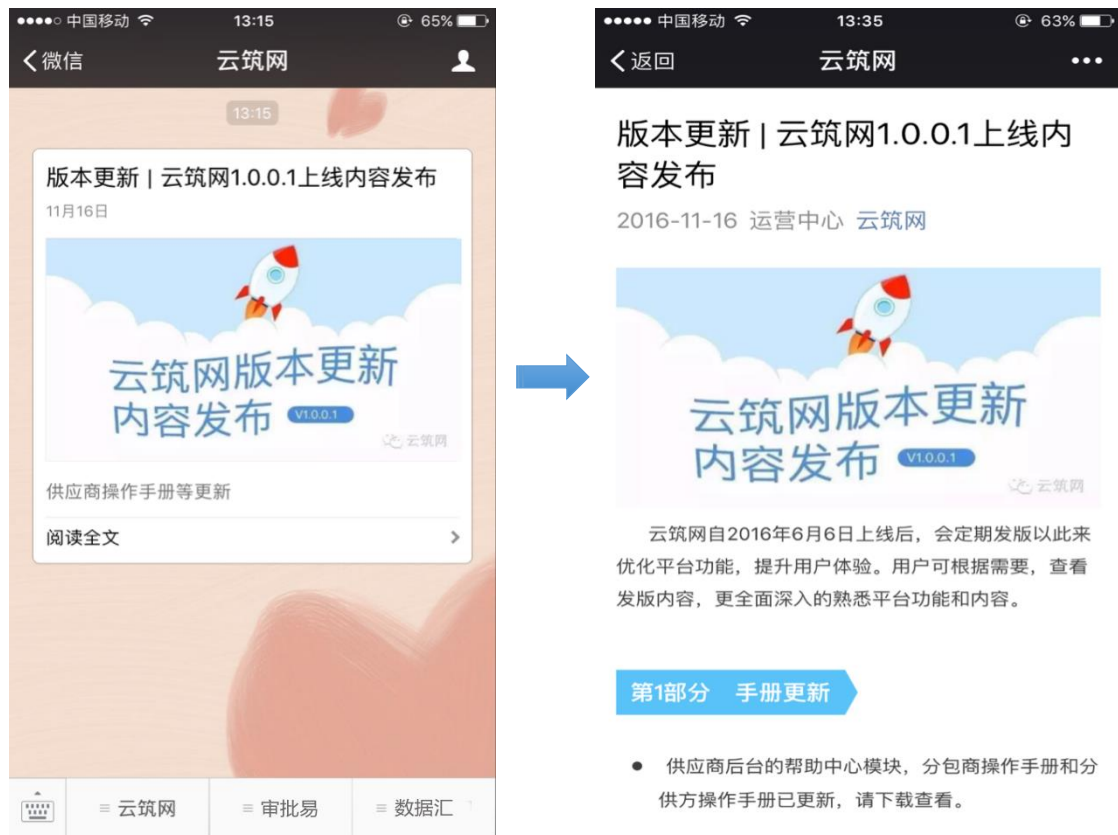 中国移动 13:15 65%
微信 云筑网
13:15
版本更新 | 云筑网1.0.0.1上线内容发布
11月16日
云筑网版本更新
内容发布 V1.0.0.1
云筑网
供应商操作手册等更新
阅读全文
云筑网 审批易 数据汇
中国移动 13:35 63%
返回 云筑网
版本更新 | 云筑网1.0.0.1上线内
容发布
2016-11-16 运营中心 云筑网
云筑网版本更新
内容发布 V1.0.0.1
云筑网
云筑网自2016年6月6日上线后，会定期发版以此来
优化平台功能，提升用户体验。用户可根据需要，查看
发版内容，更全面深入的熟悉平台功能和内容。
第1部分 手册更新
● 供应商后台的帮助中心模块，分包商操作手册和分
供方操作手册已更新，请下载查看。